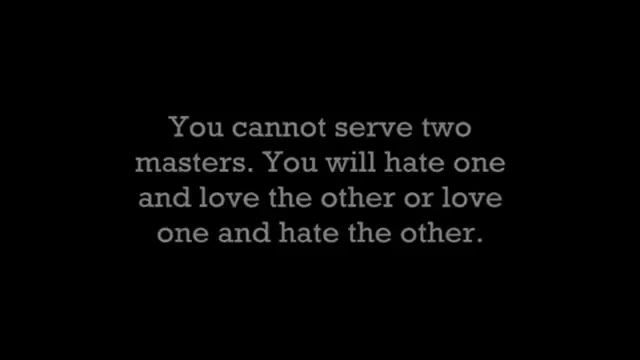 You cannot serve two
masters. You will hate one
and love the other or love
one and hate the other.